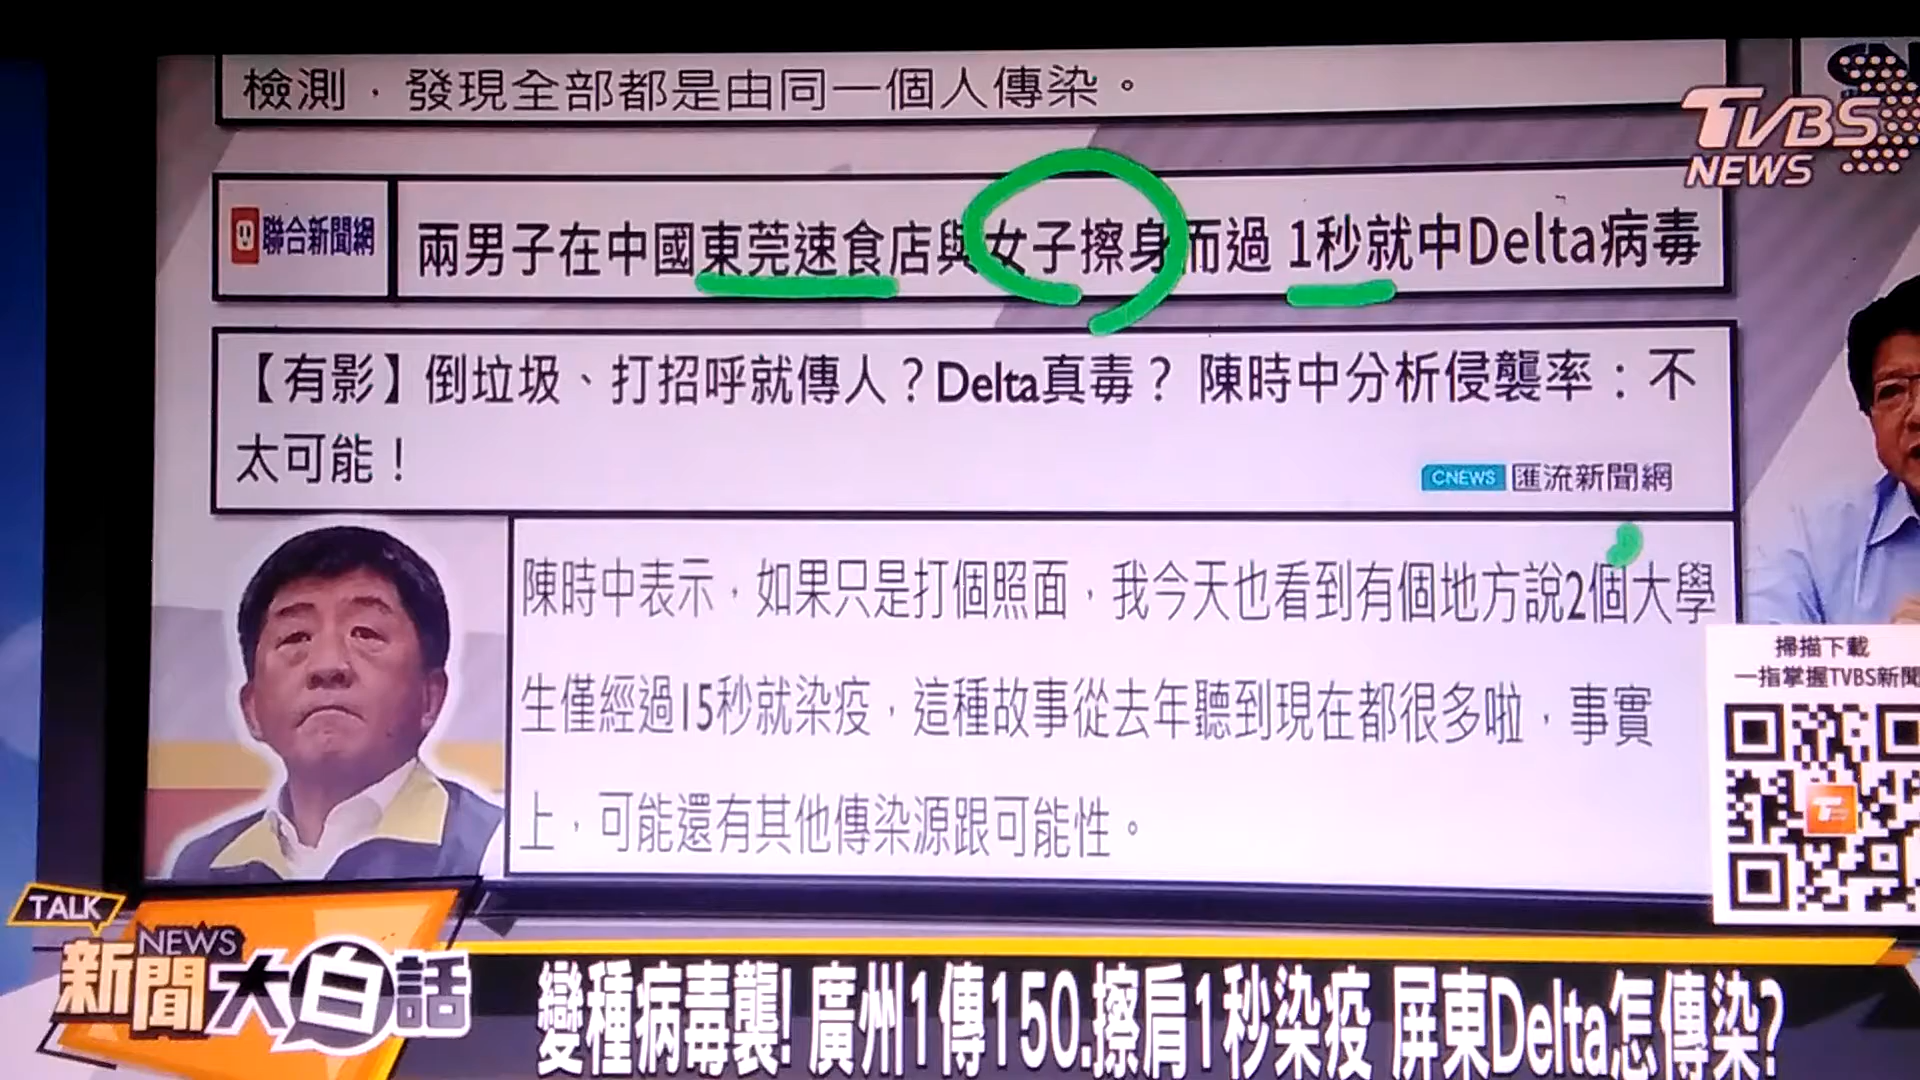 檢測，發現全部都是由同一個人傳染。
TVBS
NEWS
聯合新聞網
兩男子在中國東莞速食店與女子擦身而過 1秒就中Delta病毒
【有影】倒垃圾、打招呼就傳人？Delta真毒？ 陳時中分析侵襲率：不
太可能！
CNEWS 匯流新聞網
陳時中表示，如果只是打個照面，我今天也看到有個地方說2個大學
生僅經過15秒就染疫，這種故事從去年聽到現在都很多啦，事實
上，可能還有其他傳染源跟可能性。
掃描下載
一指掌握TVBS新聞
T
TALK
NEWS
新聞大白話
變種病毒襲! 廣州1傳150.擦肩1秒染疫 屏東Delta怎傳染?